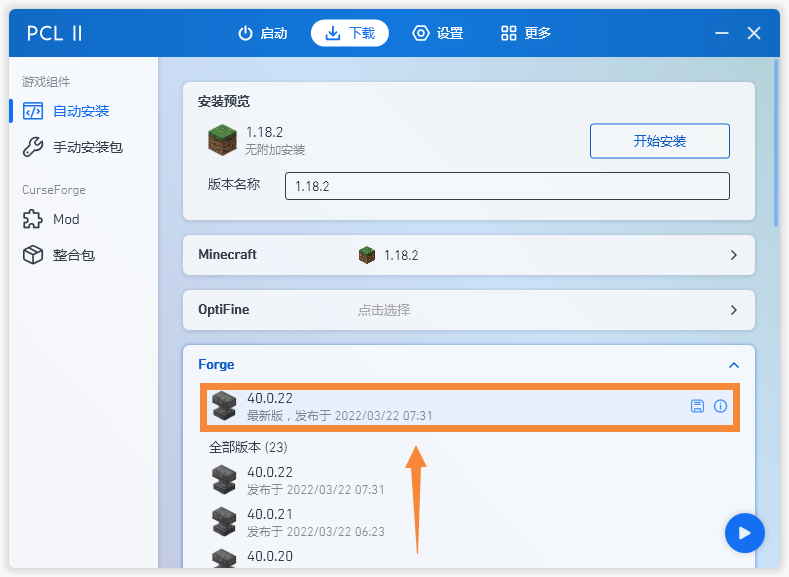 PCL II
启动
下载
设置
更多
游戏组件
自动安装
手动安装包
CurseForge
Mod
整合包
安装预览
1.18.2
无附加安装
开始安装
版本名称
1.18.2
Minecraft
1.18.2
OptiFine
点击选择
Forge
40.0.22
最新版，发布于 2022/03/22 07:31
全部版本 (23)
40.0.22
发布于 2022/03/22 07:31
40.0.21
发布于 2022/03/22 06:23
40.0.20